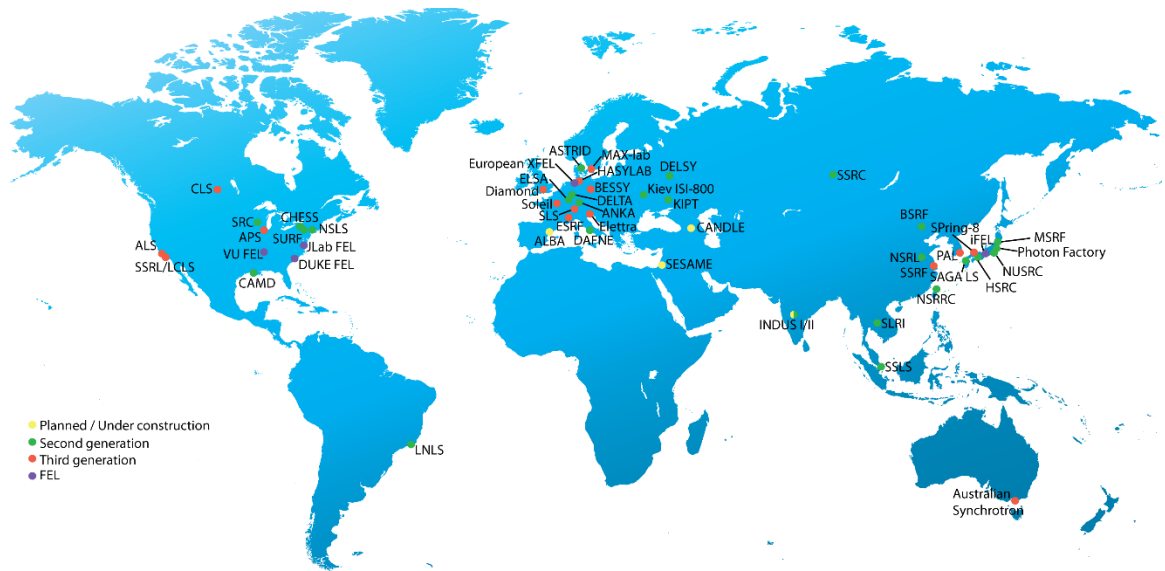 ASTRID
MAX-lab
European XFEL
HASYLAB
DELSY
ELSA
SSRC
CLS
Diamond
BESSY
Kiev ISI-800
DELTA
Soleil
KIPT
SLS
ANKA
SRC
CHESS
NSLS
ESRF
Elettra
BSRF
APS
SURF
CANDLE
SPring-8
ALBA
DAFNE
iFEL
MSRF
ALS
VU FEL
JLab FEL
NSRL
PAL
Photon Factory
SSRL/LCLS
DUKE FEL
SESAME
SSRF
SAGA LS
NUSRC
CAMD
HSRC
NSRRC
INDUS I/II
SLRI
SSLS
Planned / Under construction
Second generation
LNLS
Third generation
FEL
Australian
Synchrotron